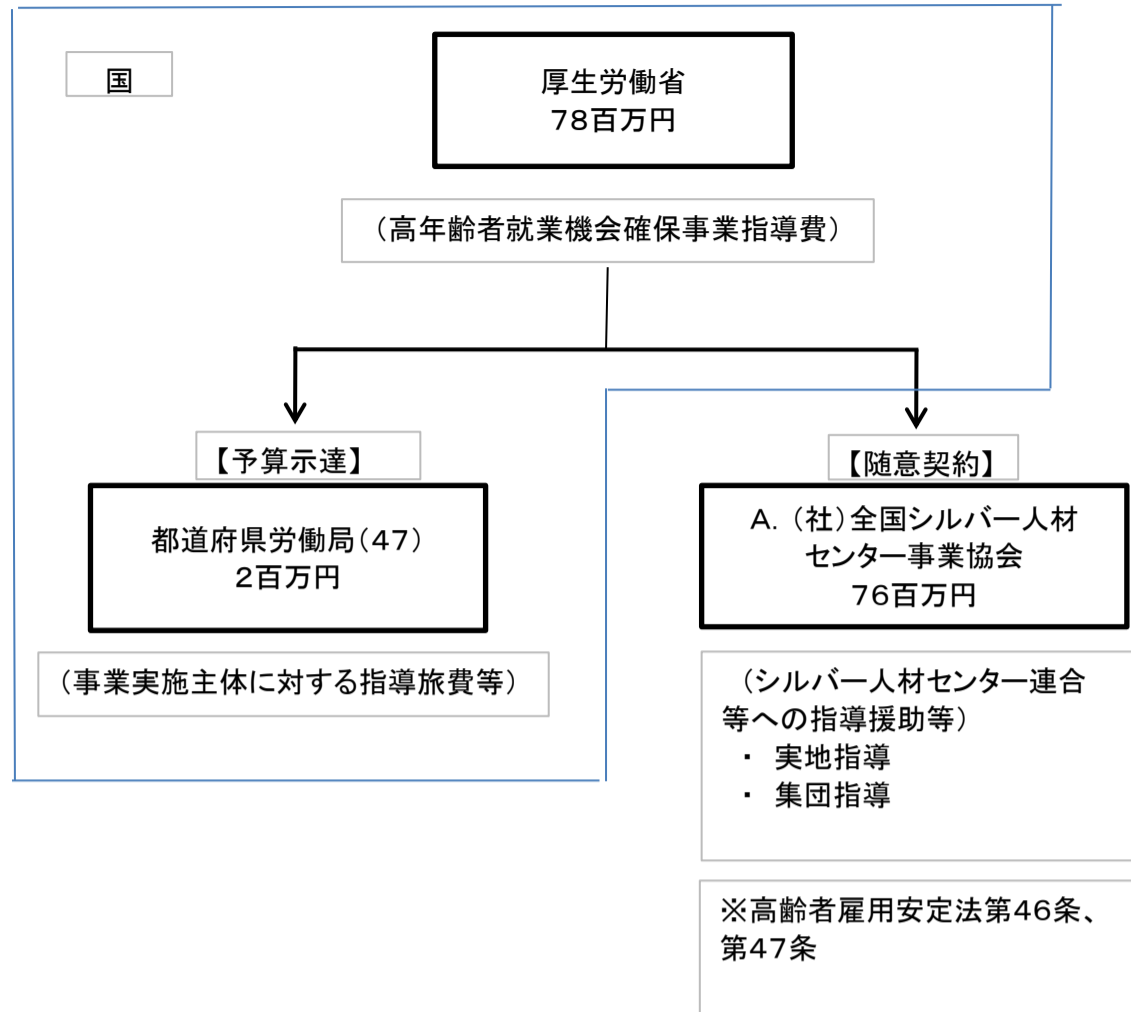 国
厚生労働省
78百万円
（高年齢者就業機会確保事業指導費）
【予算示達】
都道府県労働局（47）
2百万円
（事業実施主体に対する指導旅費等）
【随意契約】
A．（社）全国シルバー人材
センター事業協会
76百万円
（シルバー人材センター連合
等への指導援助等）
・ 実地指導
・ 集団指導
※高齢者雇用安定法第46条、
第47条